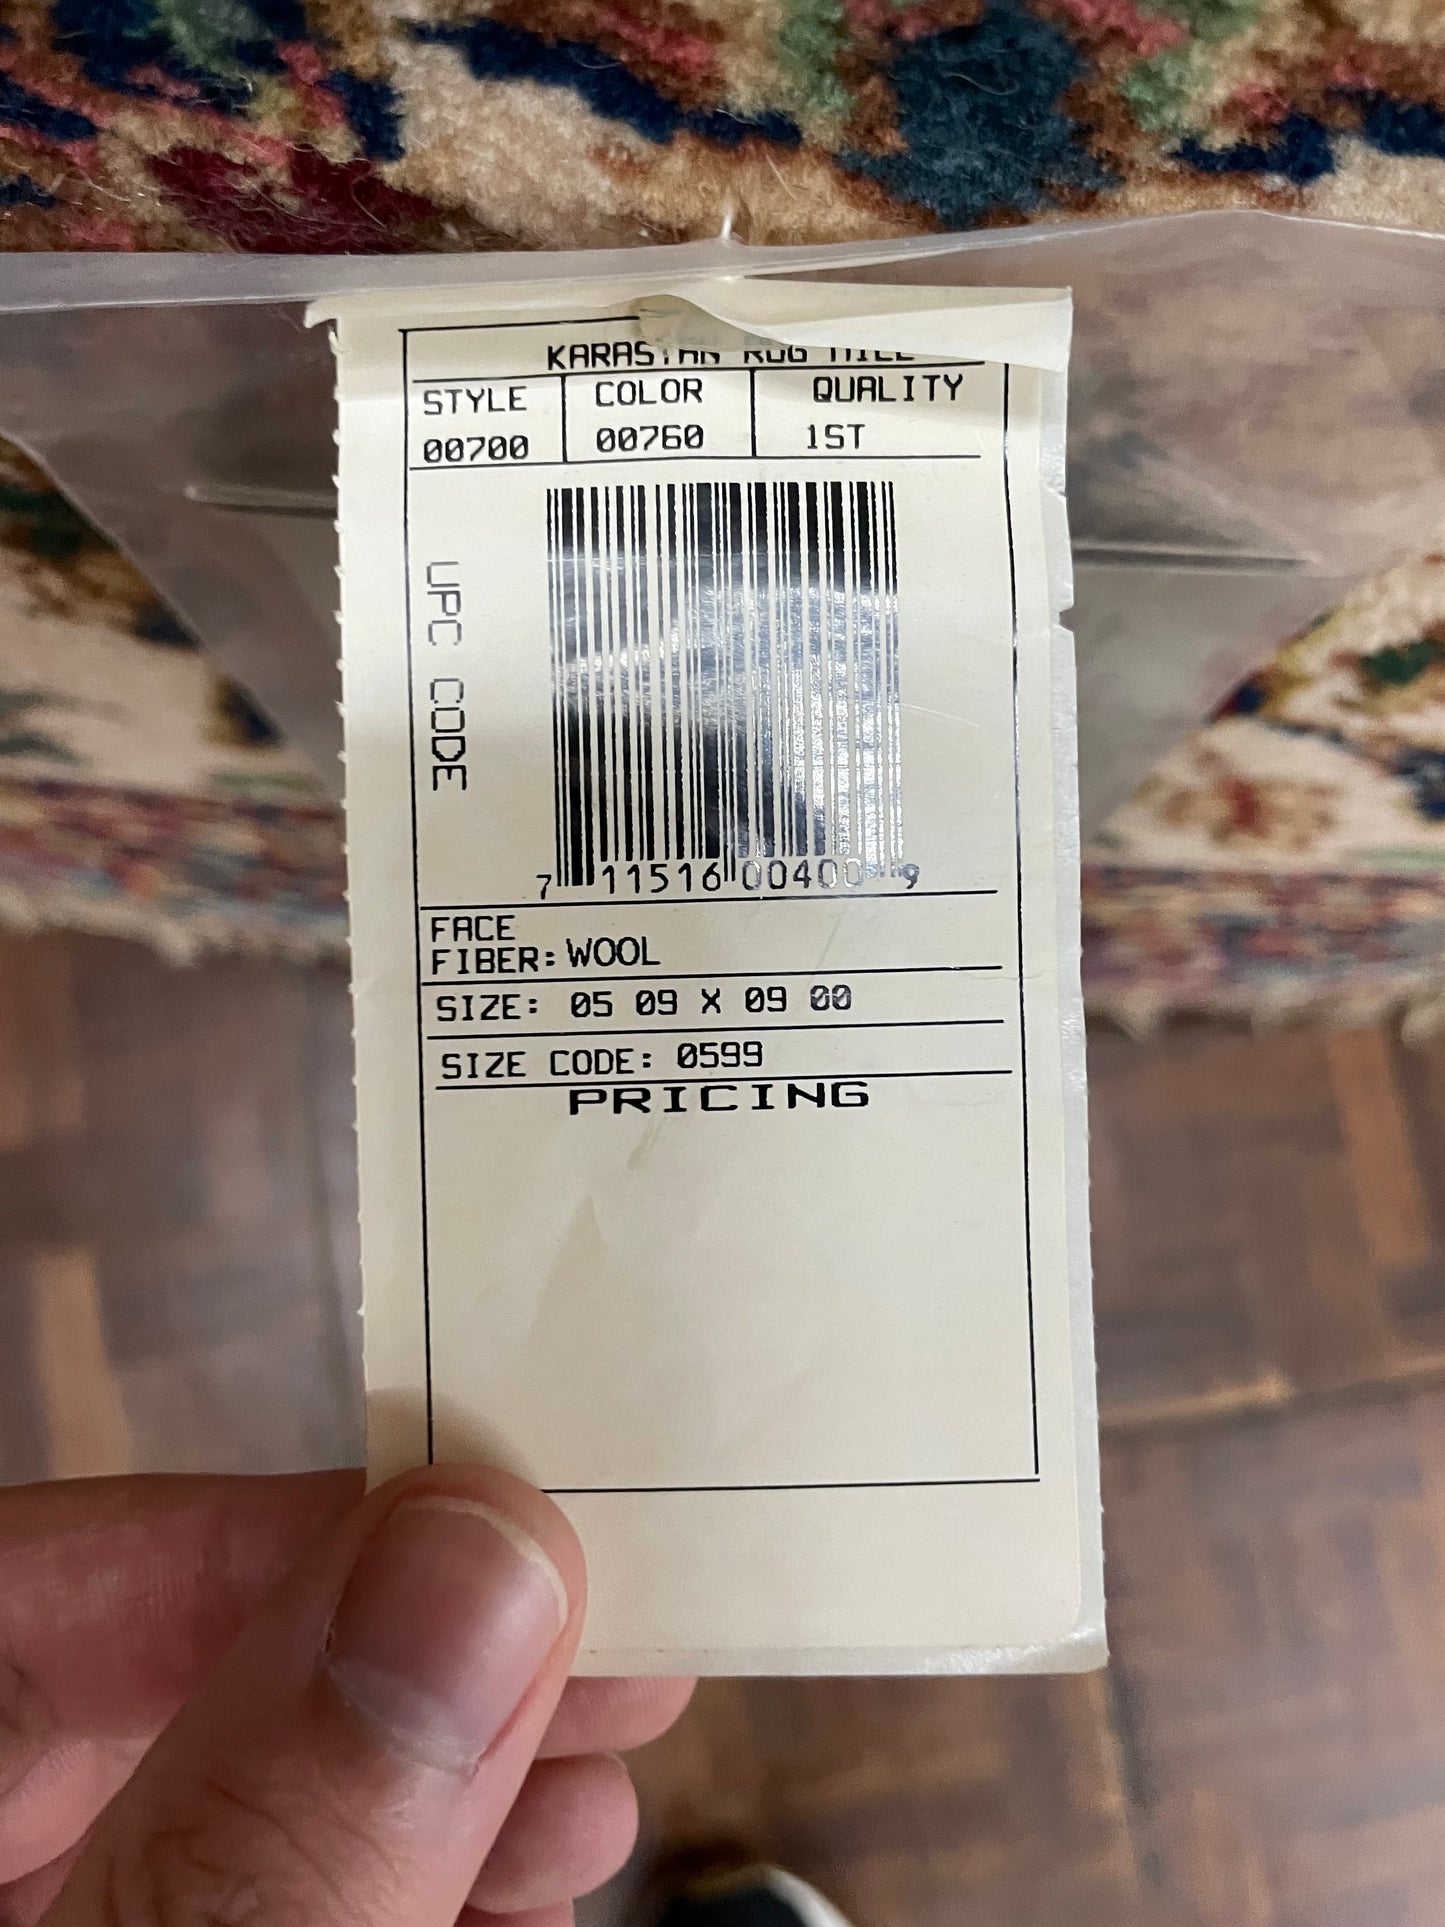 KARASTAN RUG MILL
STYLE COLOR QUALITY
00700 00760 1ST
UPC CODE
7 11516 00400 9
FACE
FIBER: WOOL
SIZE: 05 09 X 09 00
SIZE CODE: 0599
PRICING